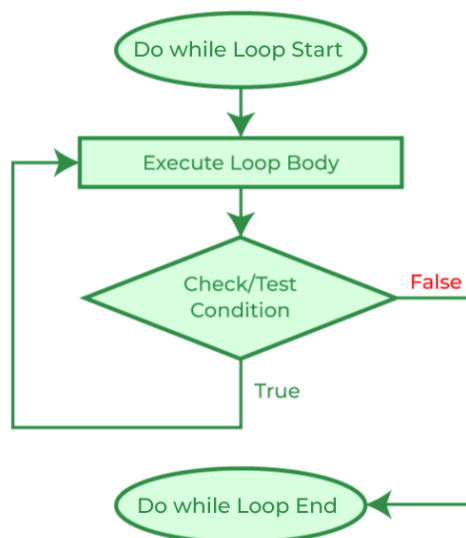 Do while Loop Start
Execute Loop Body
Check/Test
Condition
False
True
Do while Loop End